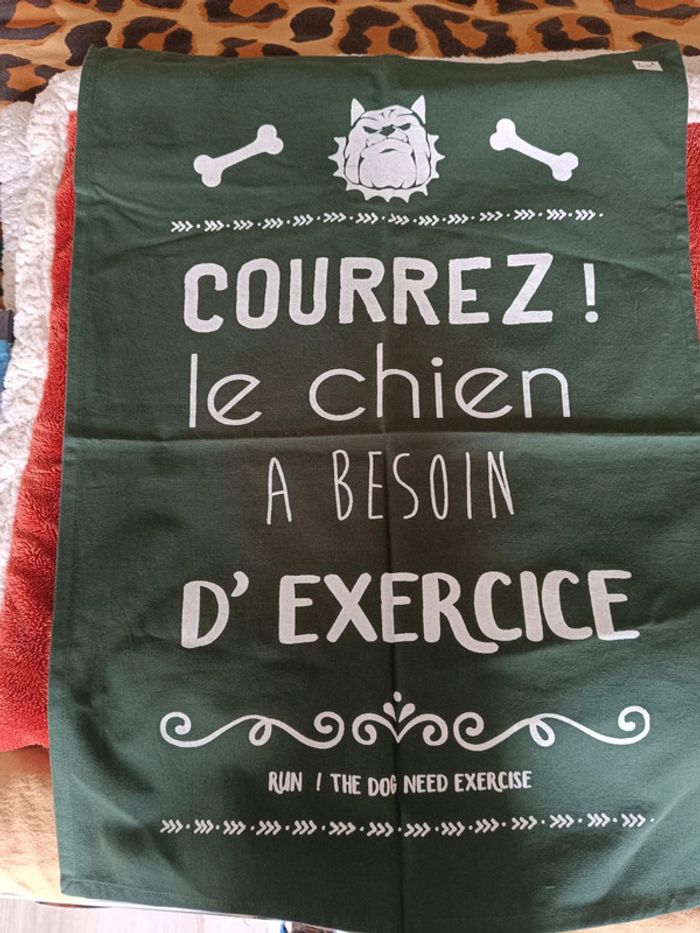 COURREZ !
le chien
A BESOIN
D' EXERCICE
RUN ! THE DOG NEED EXERCISE